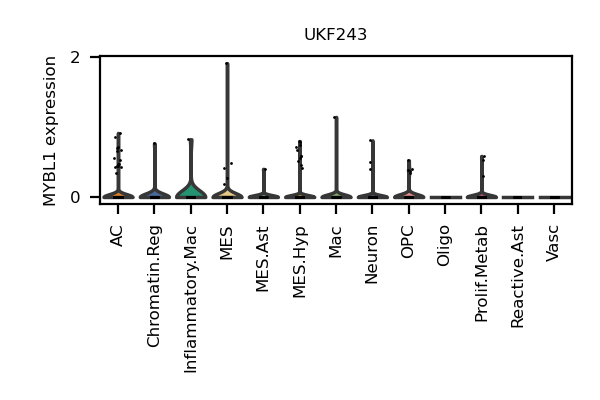 UKF243
MYBL1 expression
2
0
AC
Chromatin.Reg
Inflammatory.Mac
MES
MES.Ast
MES.Hyp
Mac
Neuron
OPC
Oligo
Prolif.Metab
Reactive.Ast
Vasc